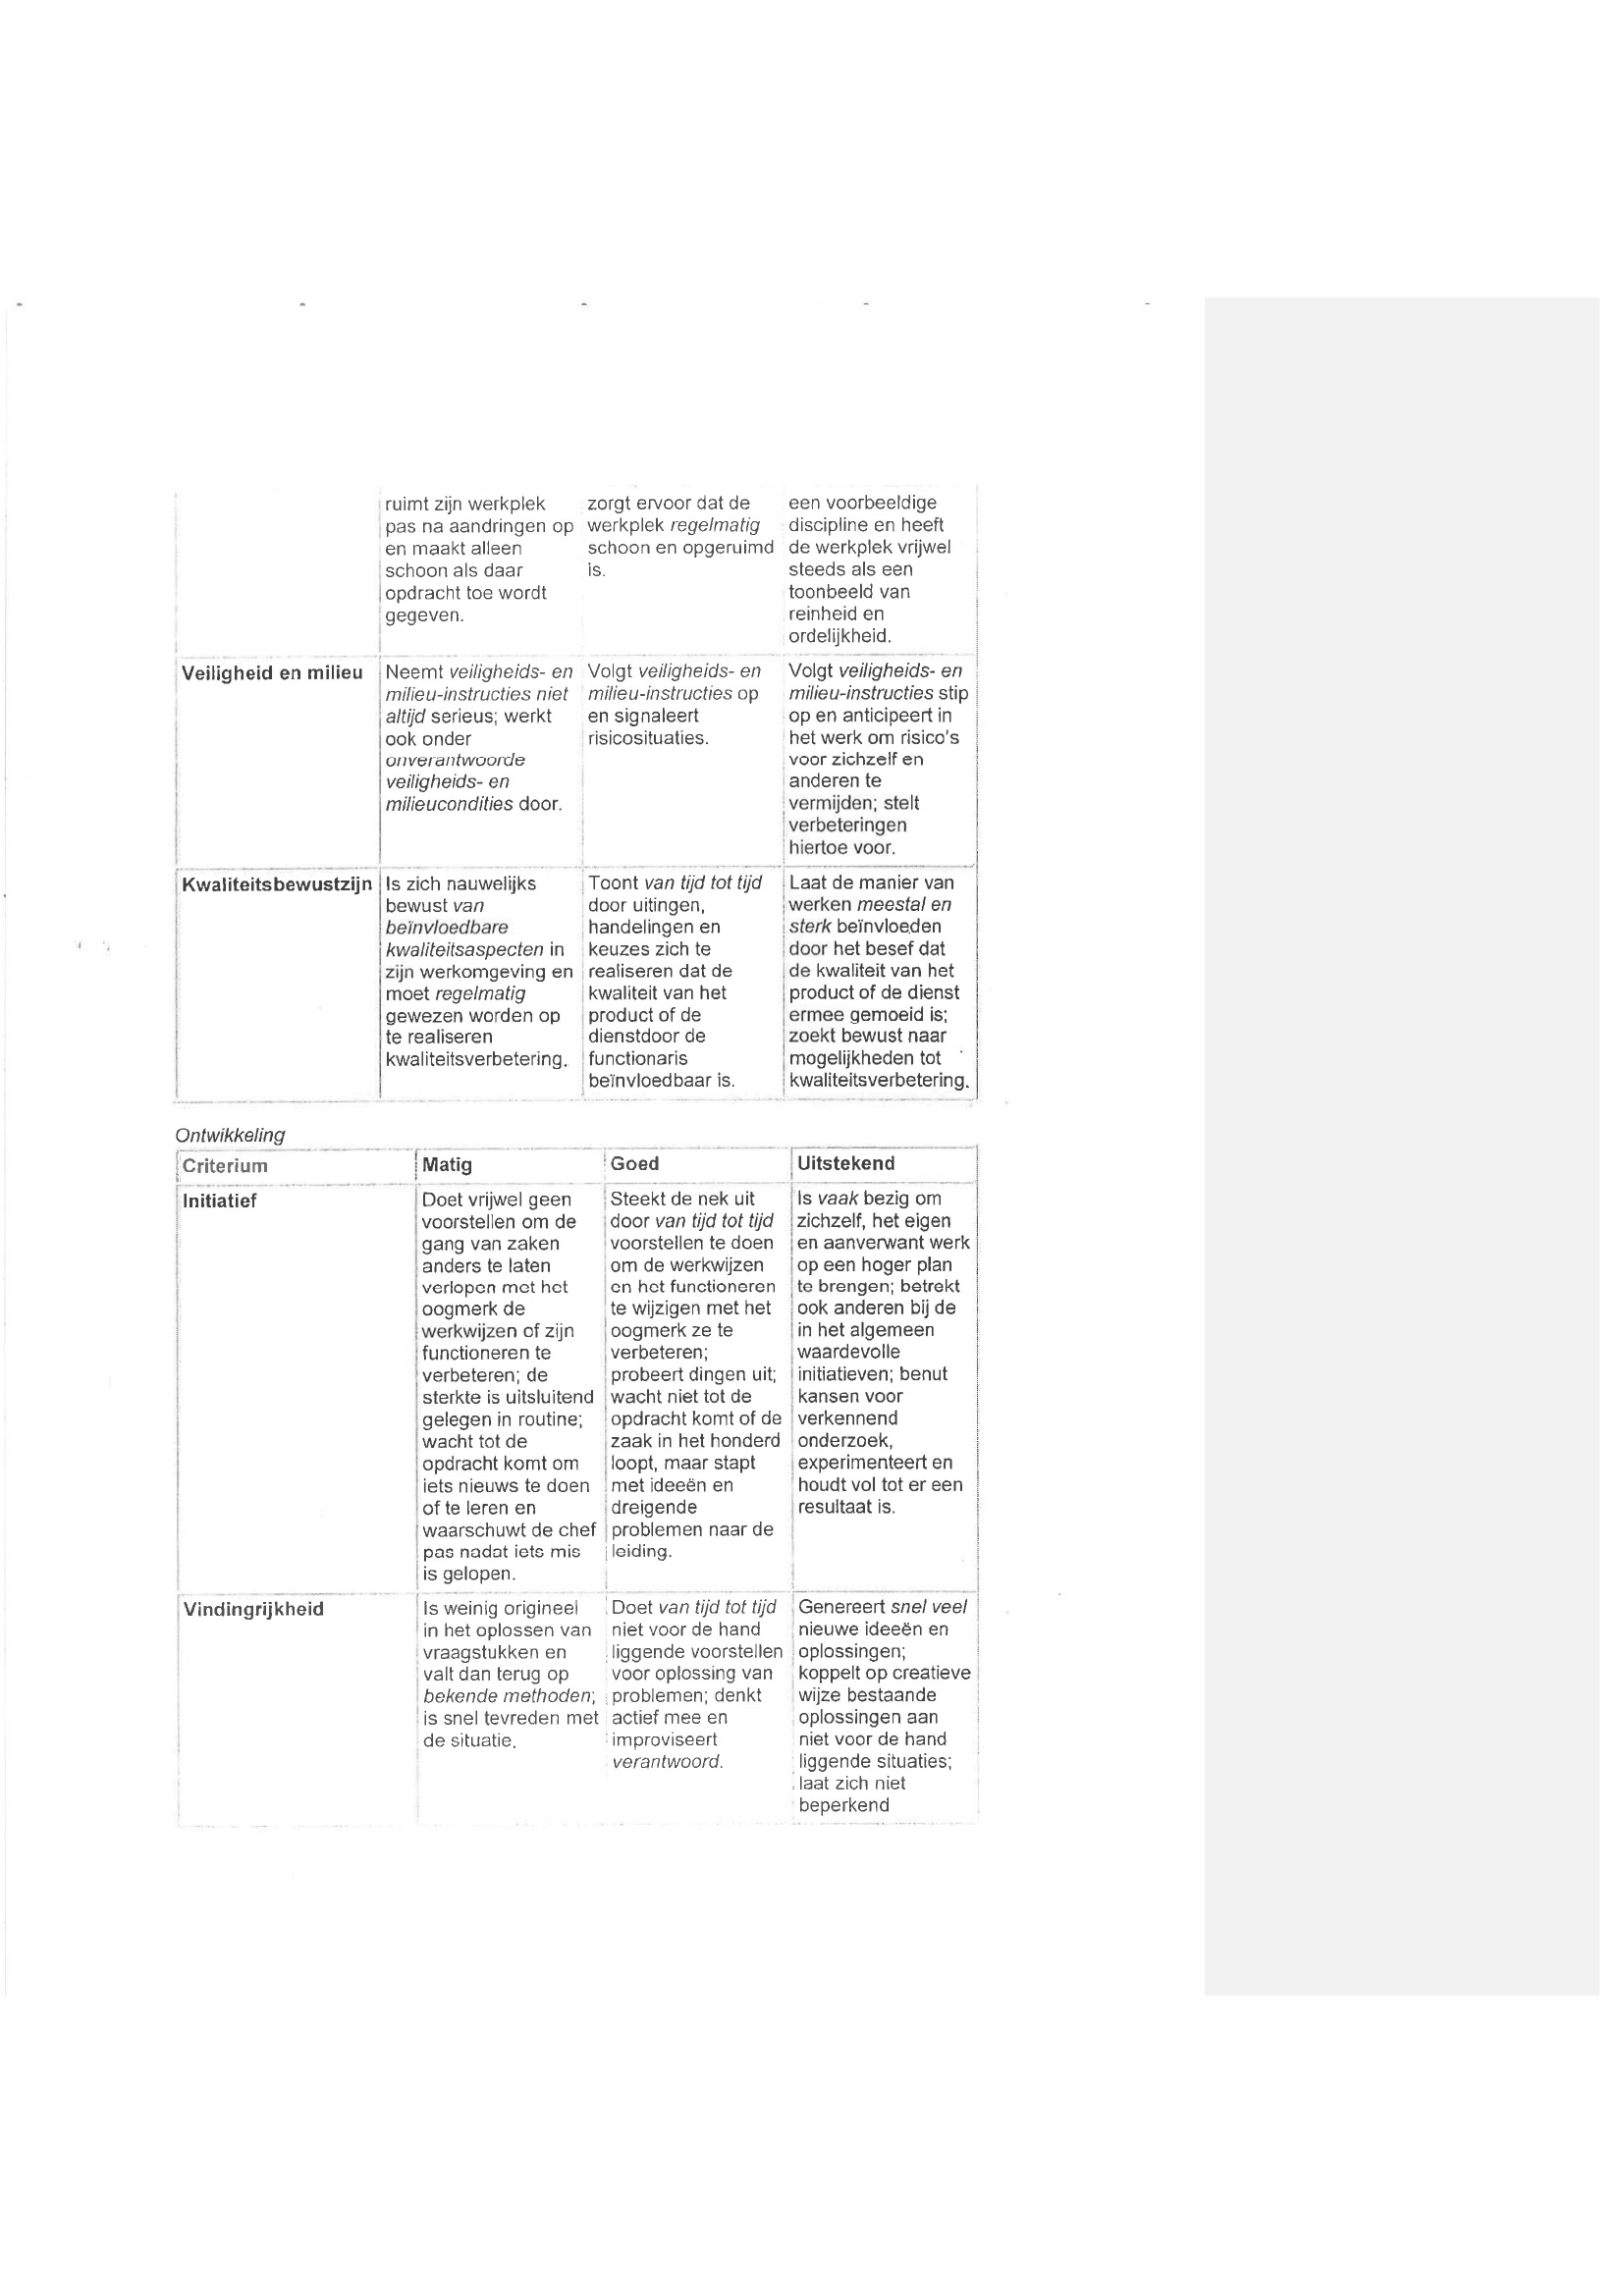 ruimt zijn werkplek
pas na aandringen op
en maakt alleen
schoon als daar
opdracht toe wordt
gegeven.
zorgt ervoor dat de
werkplek regelmatig
schoon en opgeruimd
is.
een voorbeeldige
discipline en heeft
de werkplek vrijwel
steeds als een
toonbeeld van
reinheid en
ordelijkheid.
Veiligheid en milieu
Neemt veiligheids- en
milieu-instructies niet
altijd serieus; werkt
ook onder
onverantwoorde
veiligheids- en
milieucondities door.
Volgt veiligheids- en
milieu-instructies op
en signaleert
risicosituaties.
Volgt veiligheids- en
milieu-instructies stip
op en anticipeert in
het werk om risico's
voor zichzelf en
anderen te
vermijden; stelt
verbeteringen
hiertoe voor.
Kwaliteitsbewustzijn
Is zich nauwelijks
bewust van
beïnvloedbare
kwaliteitsaspecten in
zijn werkomgeving en
moet regelmatig
gewezen worden op
te realiseren
kwaliteitsverbetering.
Toont van tijd tot tijd
door uitingen,
handelingen en
keuzes zich te
realiseren dat de
kwaliteit van het
product of de
dienstdoor de
functionaris
beïnvloedbaar is.
Laat de manier van
werken meestal en
sterk beïnvloeden
door het besef dat
de kwaliteit van het
product of de dienst
ermee gemoeid is;
zoekt bewust naar
mogelijkheden tot
kwaliteitsverbetering.
Ontwikkeling
Criterium
Matig
Goed
Uitstekend
Initiatief
Doet vrijwel geen
voorstellen om de
gang van zaken
anders te laten
verlopen met het
oogmerk de
werkwijzen of zijn
functioneren te
verbeteren; de
sterkte is uitsluitend
gelegen in routine;
wacht tot de
opdracht komt om
iets nieuws te doen
of te leren en
waarschuwt de chef
pas nadat iets mis
is gelopen.
Steekt de nek uit
door van tijd tot tijd
voorstellen te doen
om de werkwijzen
en het functioneren
te wijzigen met het
oogmerk ze te
verbeteren;
probeert dingen uit;
wacht niet tot de
opdracht komt of de
zaak in het honderd
loopt, maar stapt
met ideeën en
dreigende
problemen naar de
leiding.
Is vaak bezig om
zichzelf, het eigen
en aanverwant werk
op een hoger plan
te brengen; betrekt
ook anderen bij de
in het algemeen
waardevolle
initiatieven; benut
kansen voor
verkennend
onderzoek,
experimenteert en
houdt vol tot er een
resultaat is.
Vindingrijkheid
Is weinig origineel
in het oplossen van
vraagstukken en
valt dan terug op
bekende methoden;
is snel tevreden met
de situatie.
Doet van tijd tot tijd
niet voor de hand
liggende voorstellen
voor oplossing van
problemen; denkt
actief mee en
improviseert
verantwoord.
Genereert snel veel
nieuwe ideeën en
oplossingen;
koppelt op creatieve
wijze bestaande
oplossingen aan
niet voor de hand
liggende situaties;
laat zich niet
beperkend